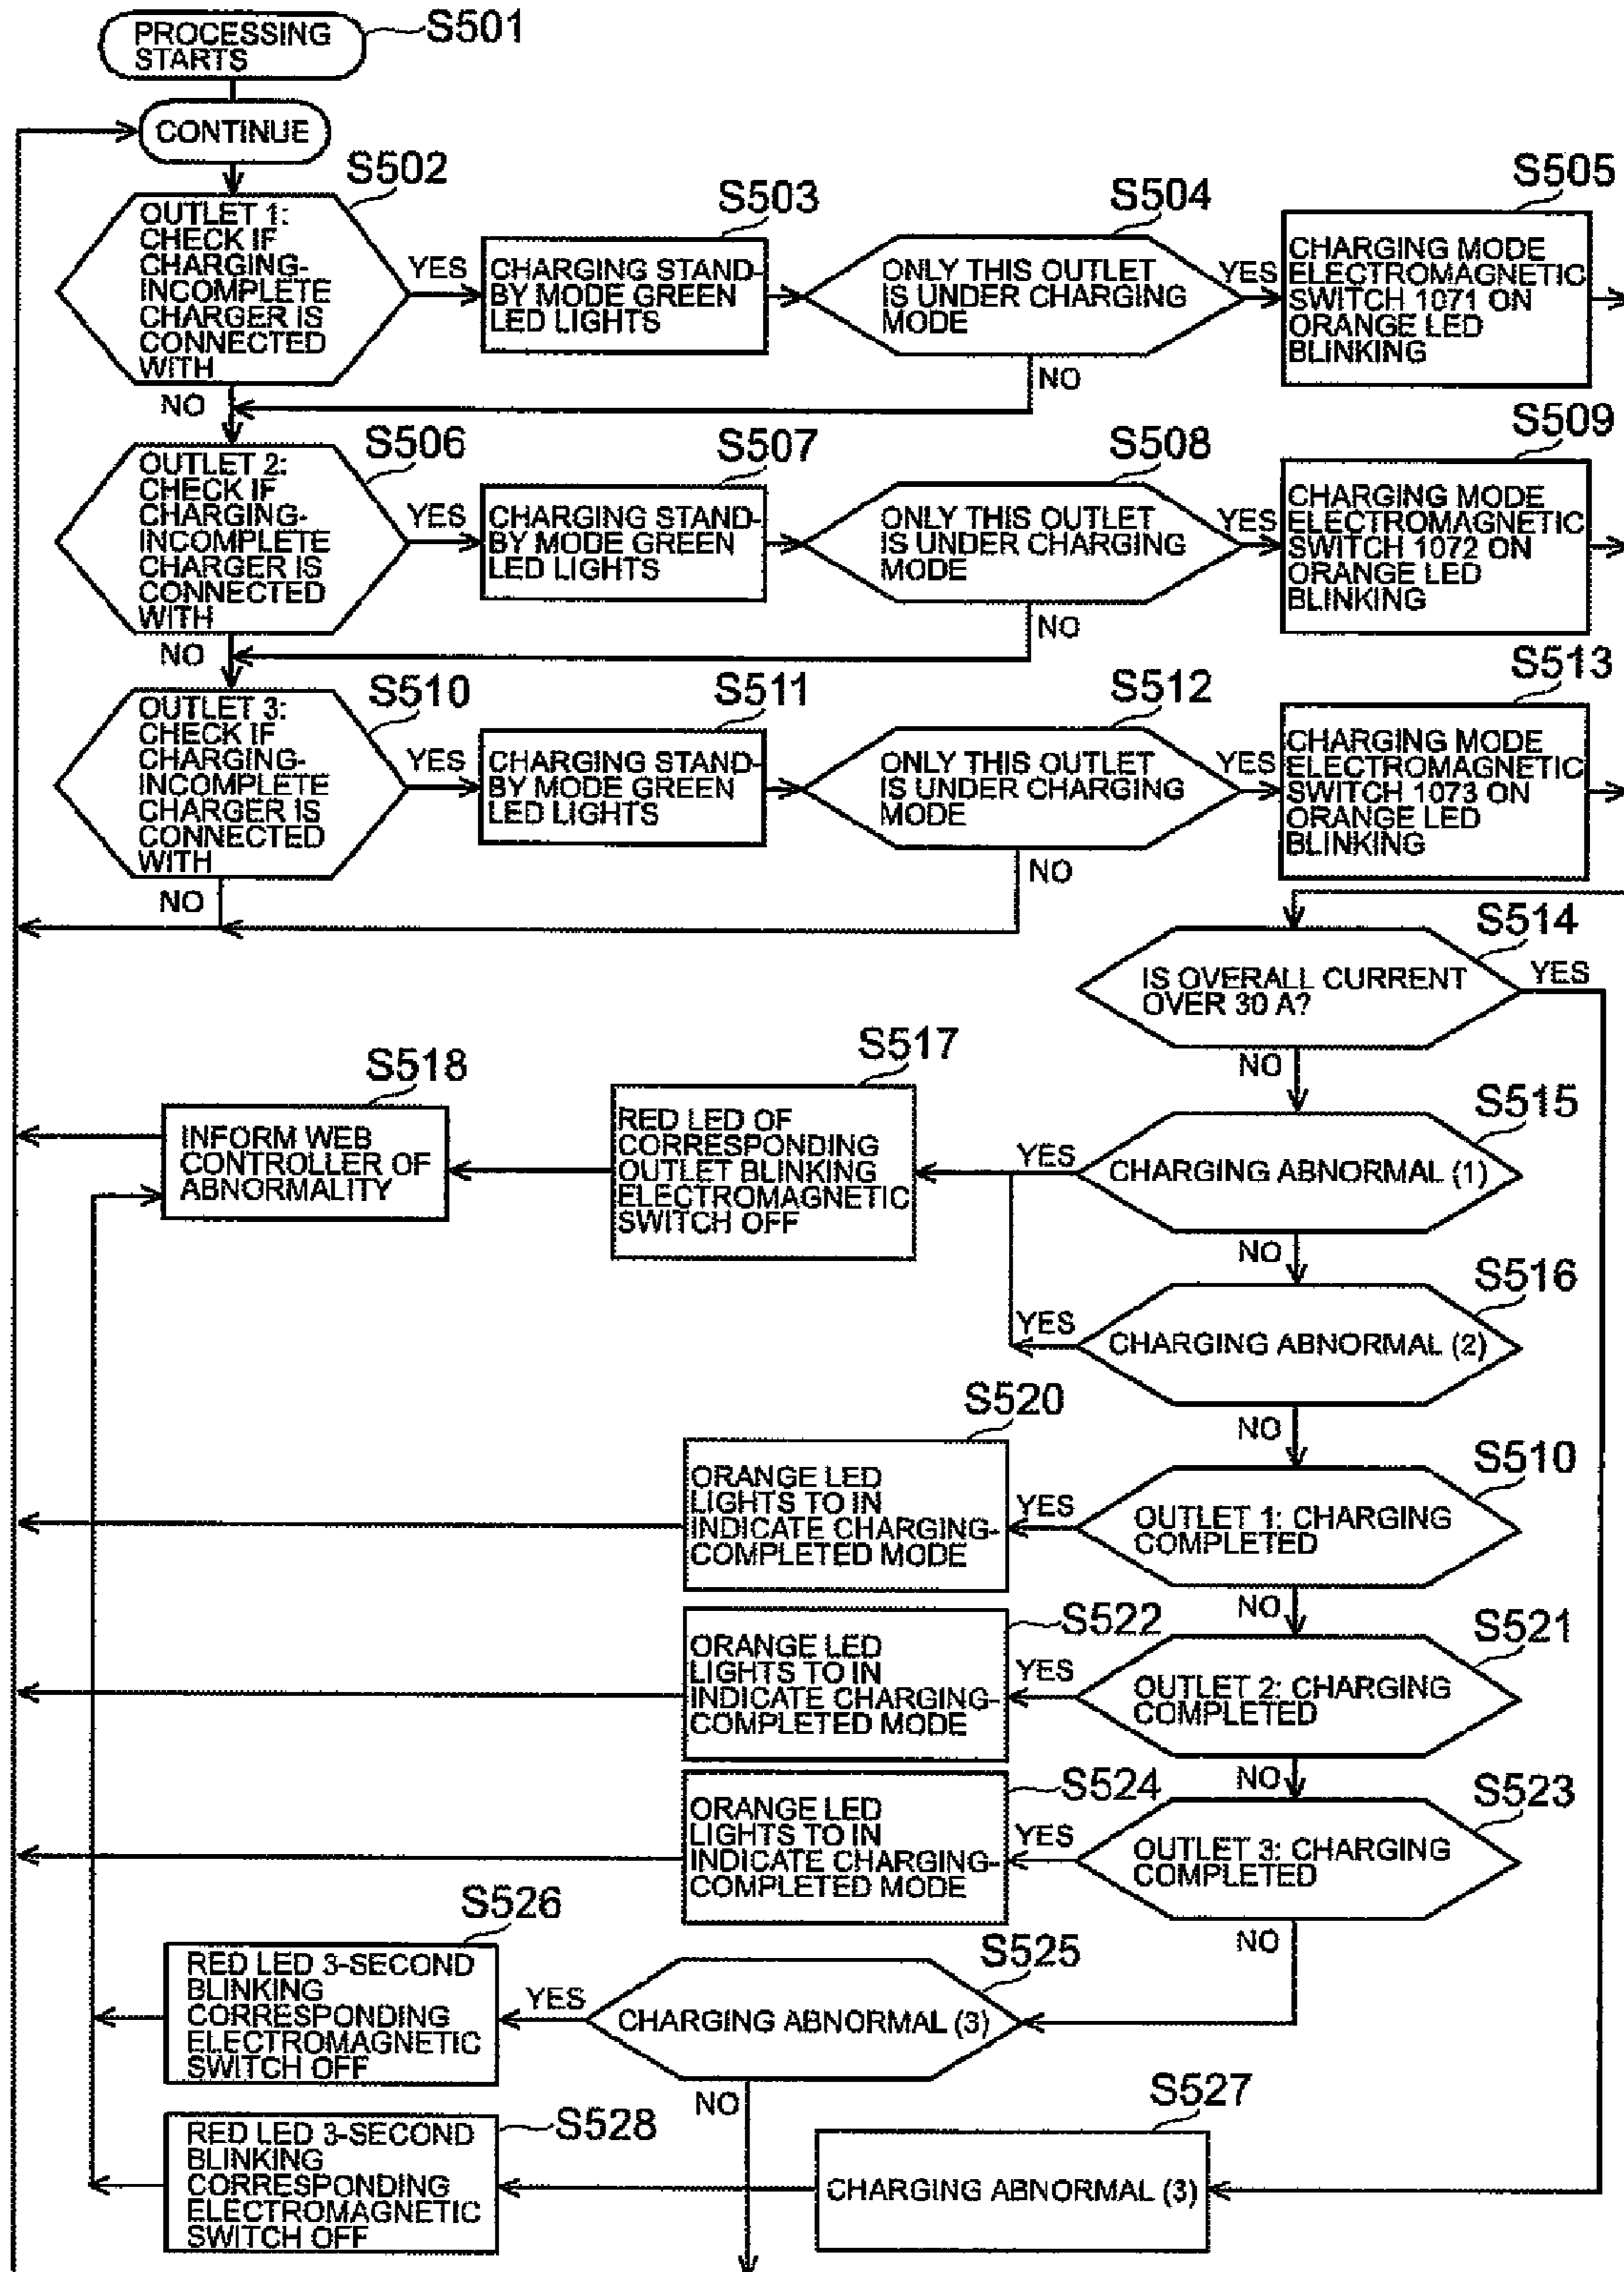 PROCESSING
STARTS
S501
CONTINUE
S502
OUTLET 1:
CHECK IF
CHARGING-
INCOMPLETE
CHARGER IS
CONNECTED
WITH
YES
NO
S503
CHARGING STAND-
BY MODE GREEN
LED LIGHTS
S504
ONLY THIS OUTLET
IS UNDER CHARGING
MODE
YES
NO
S505
CHARGING MODE
ELECTROMAGNETIC
SWITCH 1071 ON
ORANGE LED
BLINKING
S506
OUTLET 2:
CHECK IF
CHARGING-
INCOMPLETE
CHARGER IS
CONNECTED
WITH
YES
NO
S507
CHARGING STAND-
BY MODE GREEN
LED LIGHTS
S508
ONLY THIS OUTLET
IS UNDER CHARGING
MODE
YES
NO
S509
CHARGING MODE
ELECTROMAGNETIC
SWITCH 1072 ON
ORANGE LED
BLINKING
S510
OUTLET 3:
CHECK IF
CHARGING-
INCOMPLETE
CHARGER IS
CONNECTED
WITH
YES
NO
S511
CHARGING STAND-
BY MODE GREEN
LED LIGHTS
S512
ONLY THIS OUTLET
IS UNDER CHARGING
MODE
YES
NO
S513
CHARGING MODE
ELECTROMAGNETIC
SWITCH 1073 ON
ORANGE LED
BLINKING
S514
IS OVERALL CURRENT
OVER 30 A?
YES
NO
S515
CHARGING ABNORMAL (1)
YES
NO
S517
RED LED OF
CORRESPONDING
OUTLET BLINKING
ELECTROMAGNETIC
SWITCH OFF
S518
INFORM WEB
CONTROLLER OF
ABNORMALITY
S516
CHARGING ABNORMAL (2)
YES
NO
S510
OUTLET 1: CHARGING
COMPLETED
YES
NO
S520
ORANGE LED
LIGHTS TO IN
INDICATE CHARGING-
COMPLETED MODE
S521
OUTLET 2: CHARGING
COMPLETED
YES
NO
S522
ORANGE LED
LIGHTS TO IN
INDICATE CHARGING-
COMPLETED MODE
S523
OUTLET 3: CHARGING
COMPLETED
YES
NO
S524
ORANGE LED
LIGHTS TO IN
INDICATE CHARGING-
COMPLETED MODE
S525
CHARGING ABNORMAL (3)
YES
NO
S526
RED LED 3-SECOND
BLINKING
CORRESPONDING
ELECTROMAGNETIC
SWITCH OFF
S527
CHARGING ABNORMAL (3)
S528
RED LED 3-SECOND
BLINKING
CORRESPONDING
ELECTROMAGNETIC
SWITCH OFF